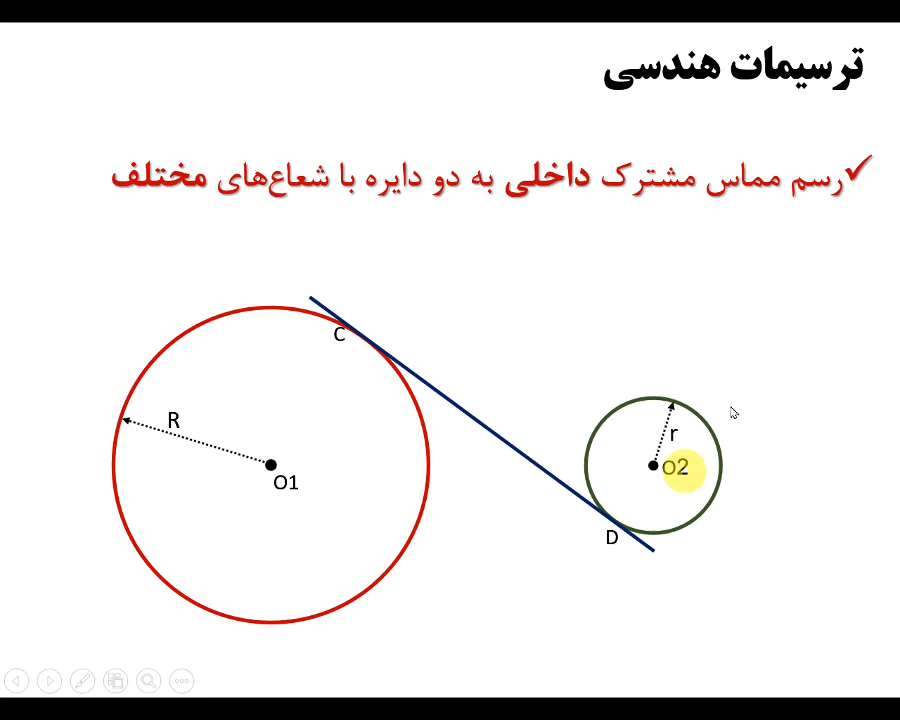 ترسیمات هندسی
✓رسم مماس مشترک داخلی به دو دایره با شعاع‌های مختلف
C
R
r
O1
O2
D